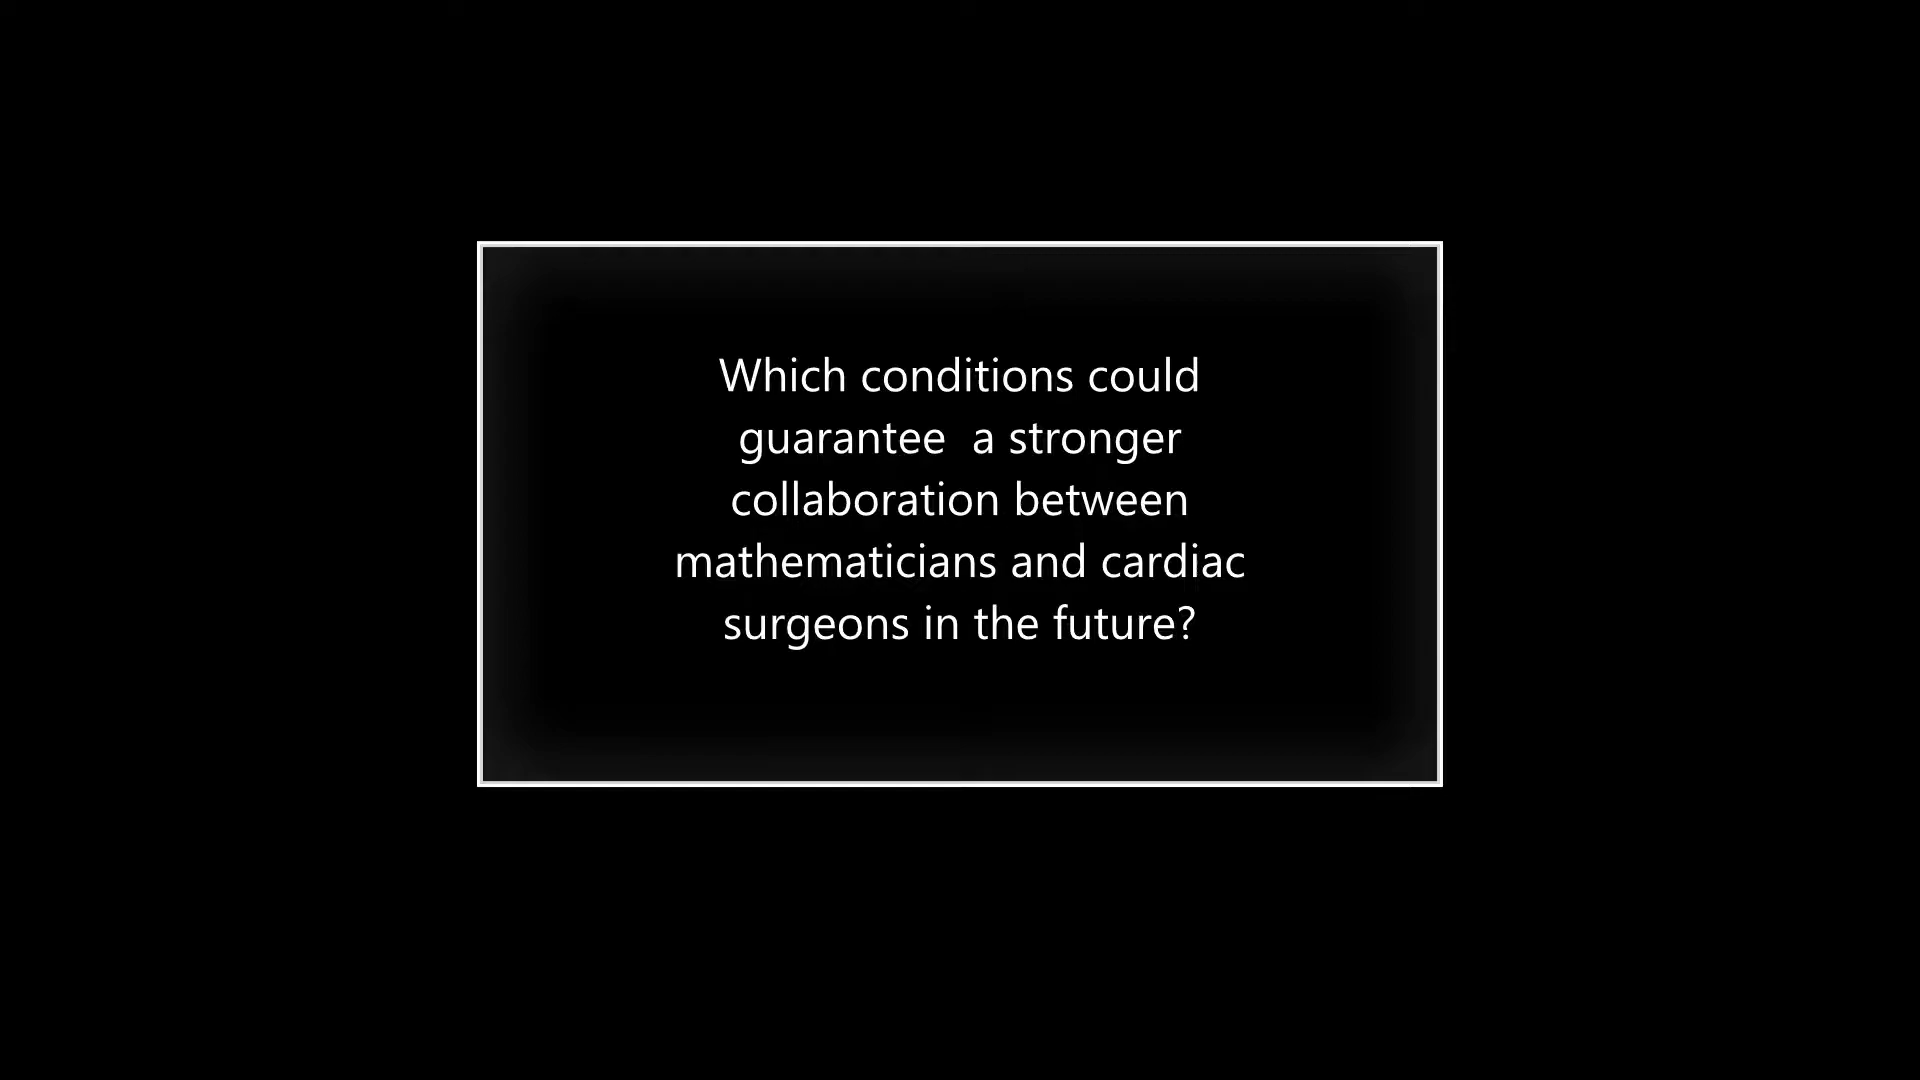 Which conditions could
guarantee  a stronger
collaboration between
mathematicians and cardiac
surgeons in the future?